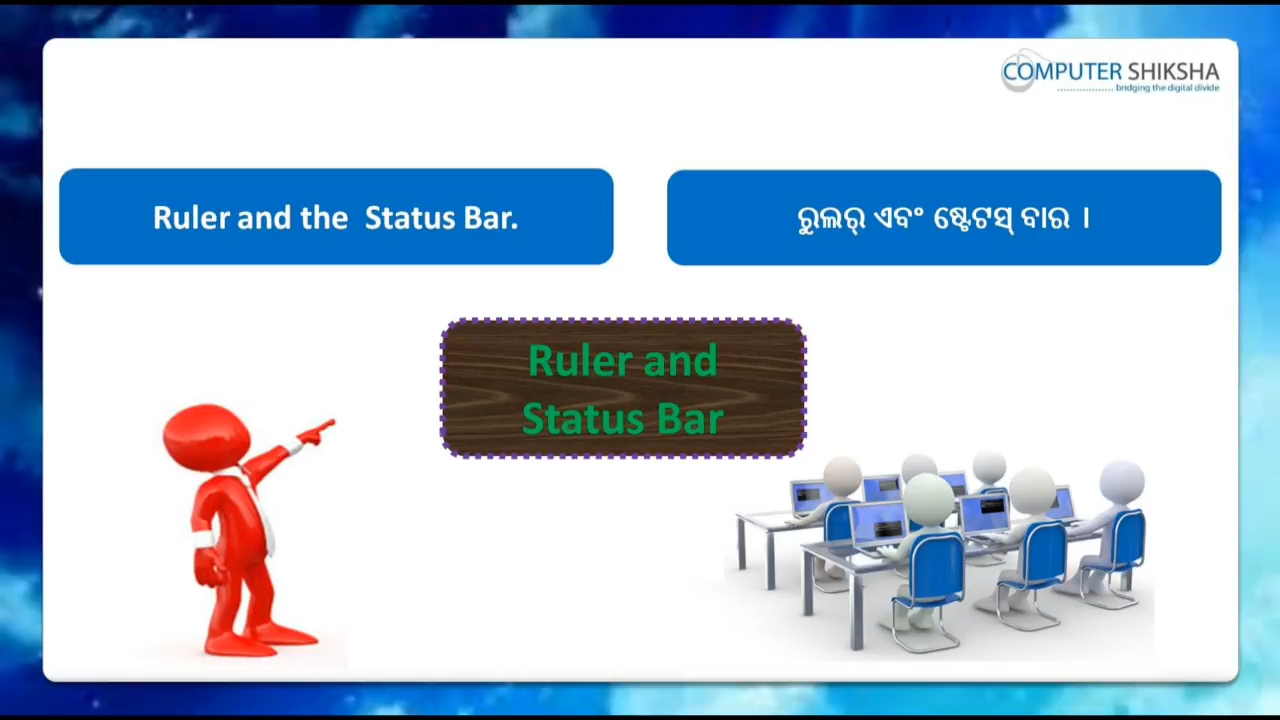 COMPUTER SHIKSHA
bridging the digital divide
Ruler and the Status Bar.
ରୁଲର୍ ଏବଂ ଷ୍ଟେଟସ୍ ବାର ।
Ruler and
Status Bar